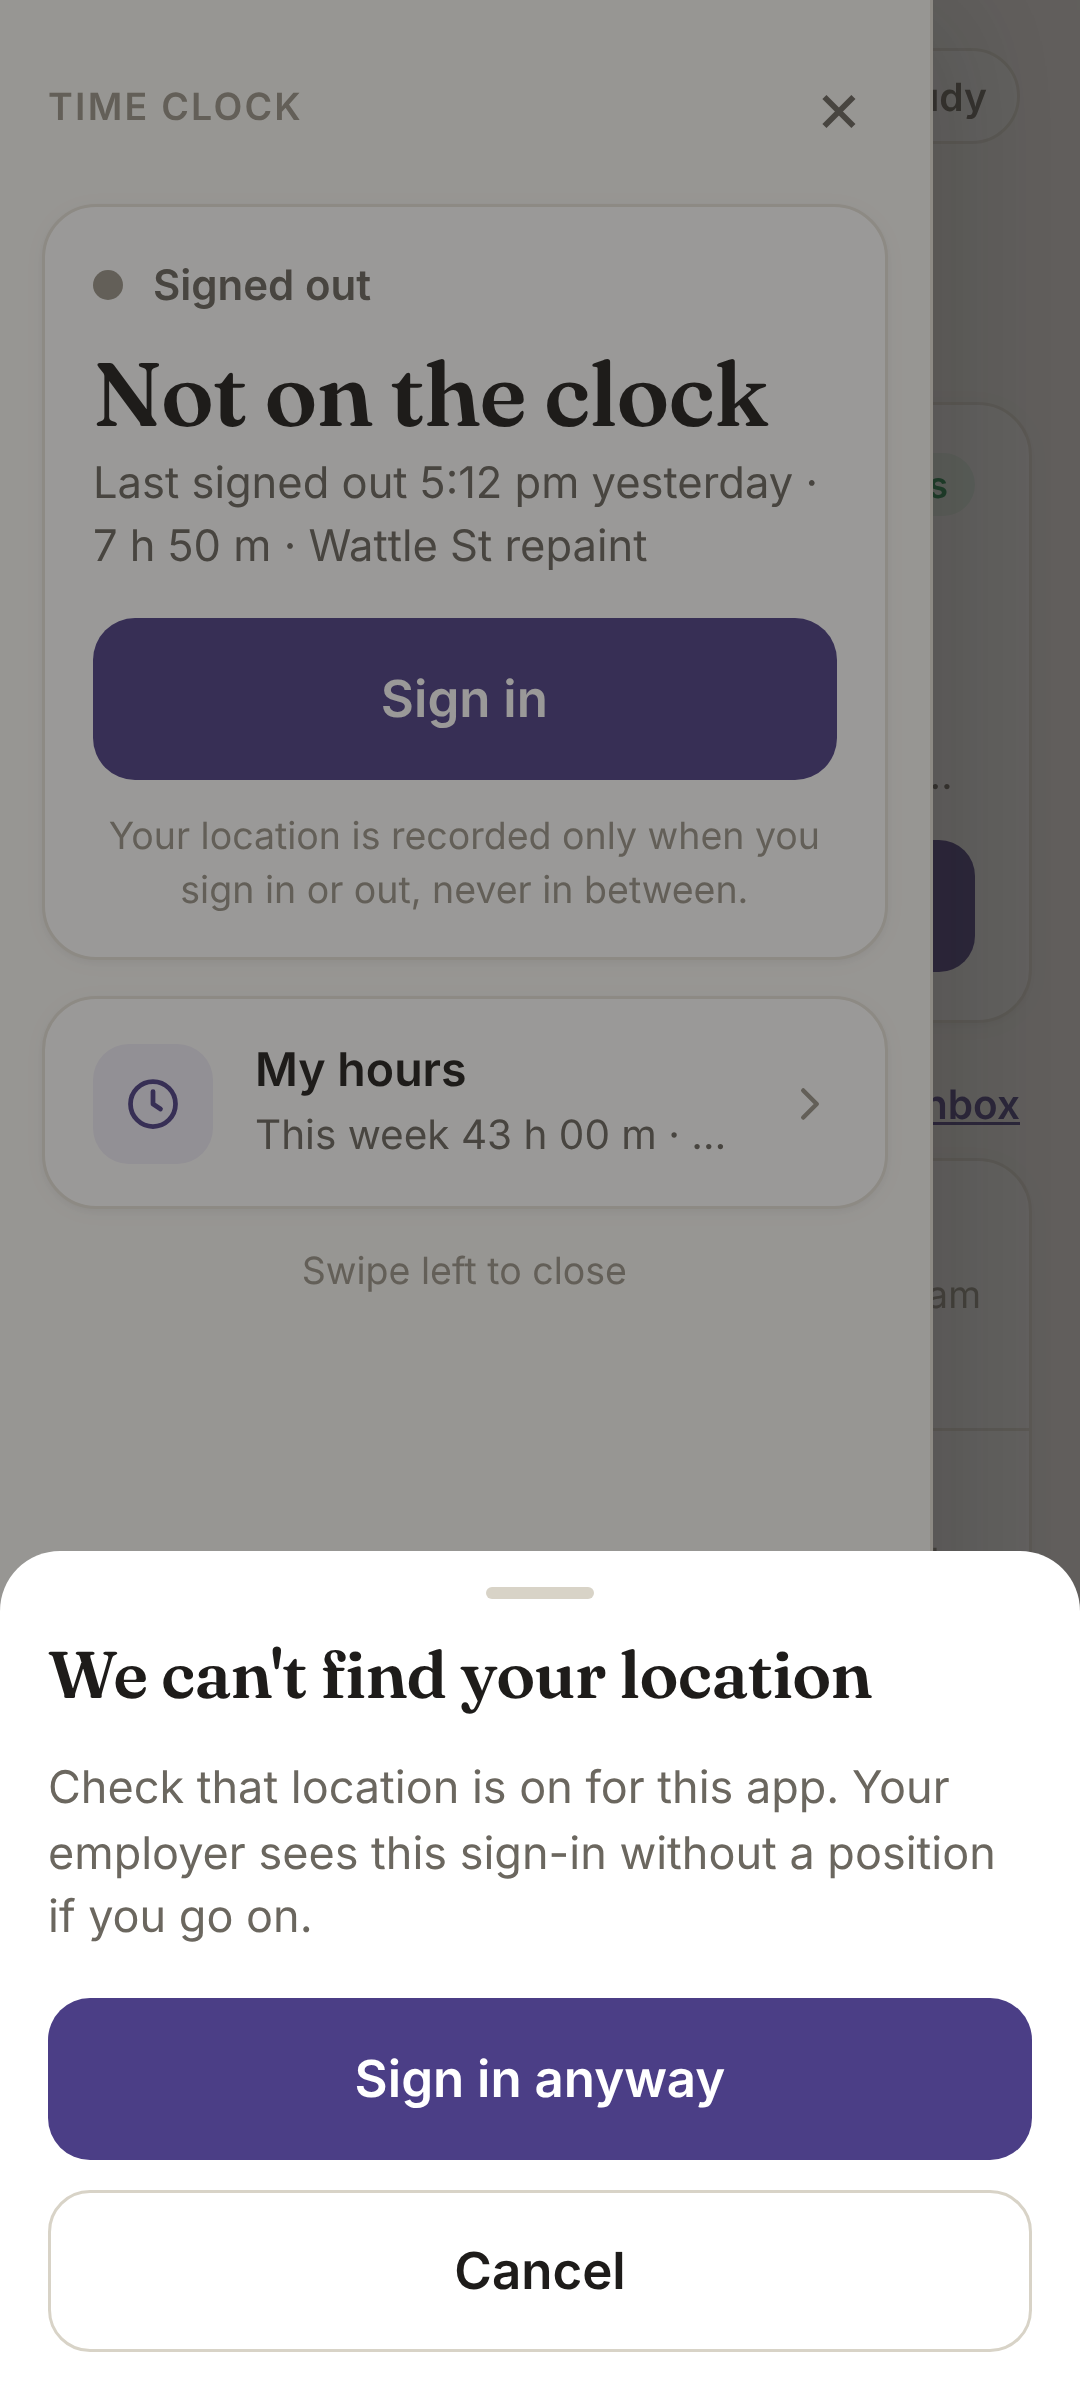 TIME CLOCK
Signed out
Not on the clock
Last signed out 5:12 pm yesterday ·
7 h 50 m · Wattle St repaint
Sign in
Your location is recorded only when you
sign in or out, never in between.
My hours
This week 43 h 00 m · ...
Swipe left to close
am
We can't find your location
Check that location is on for this app. Your
employer sees this sign-in without a position
if you go on.
Sign in anyway
Cancel